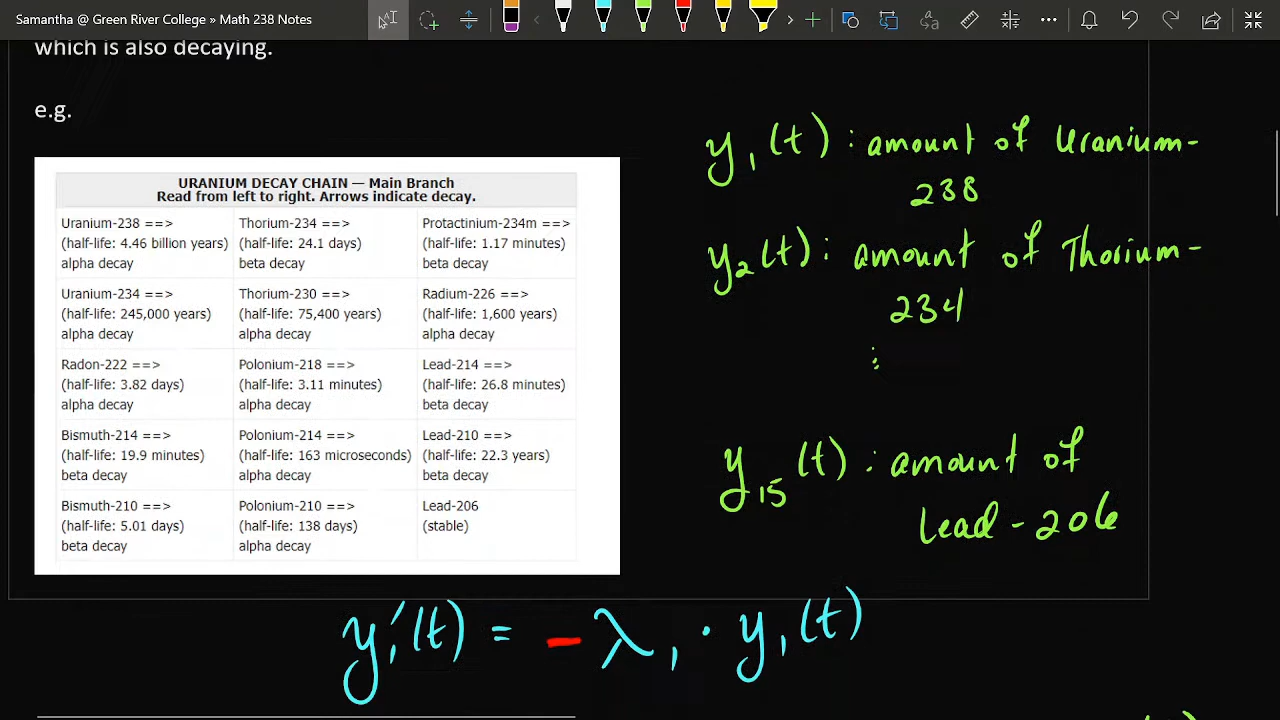 Samantha @ Green River College » Math 238 Notes
which is also decaying.
e.g.
URANIUM DECAY CHAIN — Main Branch
Read from left to right. Arrows indicate decay.
Uranium-238 ==> Thorium-234 ==> Protactinium-234m ==>
(half-life: 4.46 billion years) (half-life: 24.1 days) (half-life: 1.17 minutes)
alpha decay beta decay beta decay
Uranium-234 ==> Thorium-230 ==> Radium-226 ==>
(half-life: 245,000 years) (half-life: 75,400 years) (half-life: 1,600 years)
alpha decay alpha decay alpha decay
Radon-222 ==> Polonium-218 ==> Lead-214 ==>
(half-life: 3.82 days) (half-life: 3.11 minutes) (half-life: 26.8 minutes)
alpha decay alpha decay beta decay
Bismuth-214 ==> Polonium-214 ==> Lead-210 ==>
(half-life: 19.9 minutes) (half-life: 163 microseconds) (half-life: 22.3 years)
beta decay alpha decay beta decay
Bismuth-210 ==> Polonium-210 ==> Lead-206
(half-life: 5.01 days) (half-life: 138 days) (stable)
beta decay alpha decay
y₁(t) : amount of Uranium-
238
y₂(t) : amount of Thorium-
234
⋮
y₁₅(t) : amount of
lead-206
y₁'(t) = -λ₁ · y₁(t)